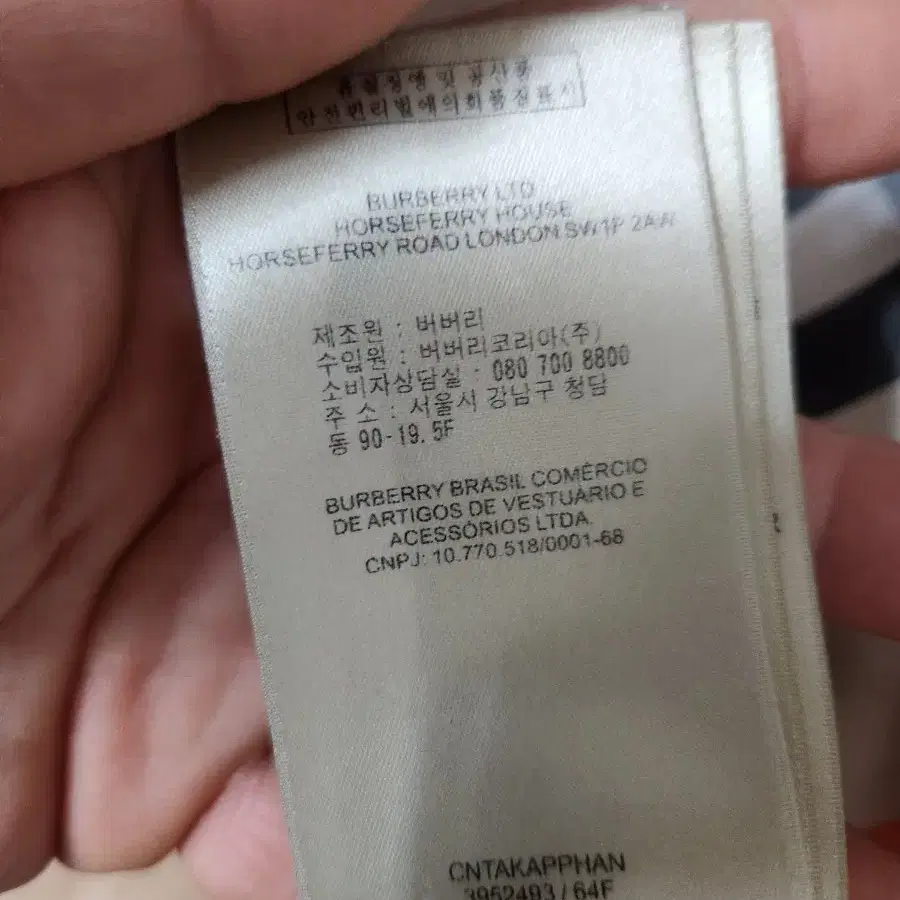 품질경영 및 공산품
안전관리법에의한품질표시
BURBERRY LTD
HORSEFERRY HOUSE
HORSEFERRY ROAD LONDON SW1P 2AW
제조원 : 버버리
수입원 : 버버리코리아(주)
소비자상담실 : 080 700 8800
주 소 : 서울시 강남구 청담
동 90-19. 5F
BURBERRY BRASIL COMÉRCIO
DE ARTIGOS DE VESTUÁRIO E
ACESSÓRIOS LTDA.
CNPJ: 10.770.518/0001-68
CNTAKAPPHAN
3952493 / 64F